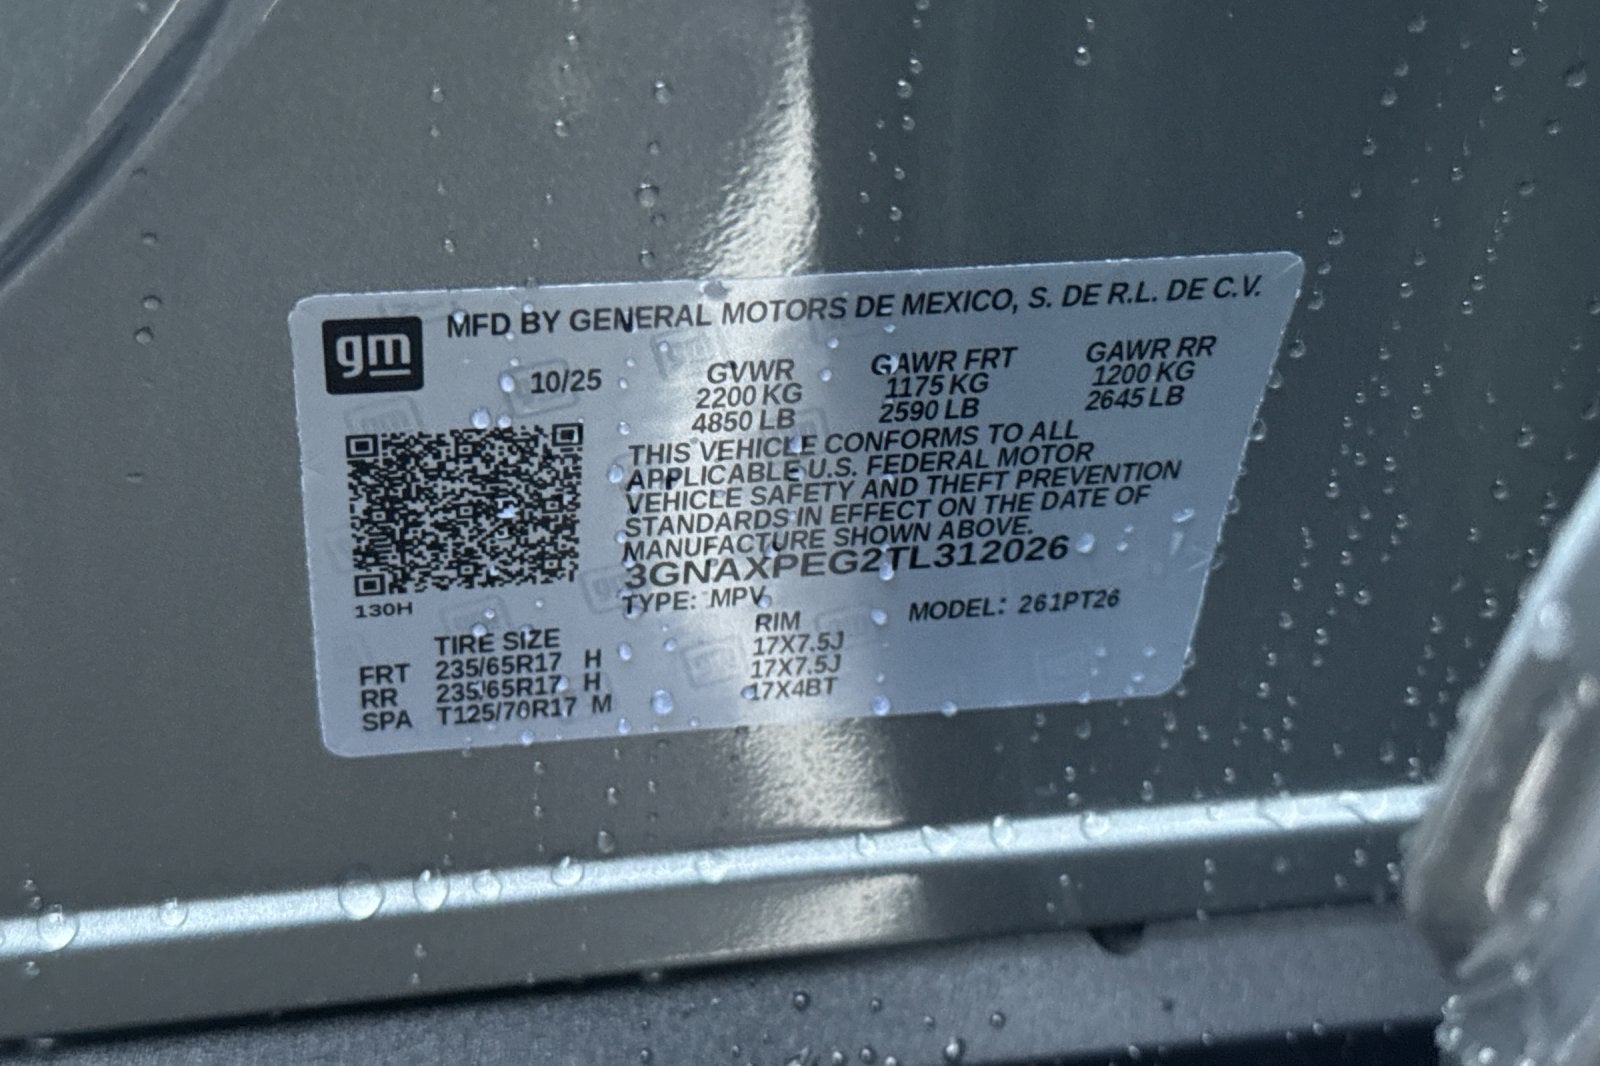 gm
MFD BY GENERAL MOTORS DE MEXICO, S. DE R.L. DE C.V.
10/25
GVWR GAWR FRT GAWR RR
2200 KG 1175 KG 1200 KG
4850 LB 2590 LB 2645 LB
THIS VEHICLE CONFORMS TO ALL
APPLICABLE U.S. FEDERAL MOTOR
VEHICLE SAFETY AND THEFT PREVENTION
STANDARDS IN EFFECT ON THE DATE OF
MANUFACTURE SHOWN ABOVE.
3GNAXPEG2TL312026
130H
TYPE: MPV MODEL: 261PT26
TIRE SIZE RIM
FRT 235/65R17 H 17X7.5J
RR 235/65R17 H 17X7.5J
SPA T125/70R17 M 17X4BT